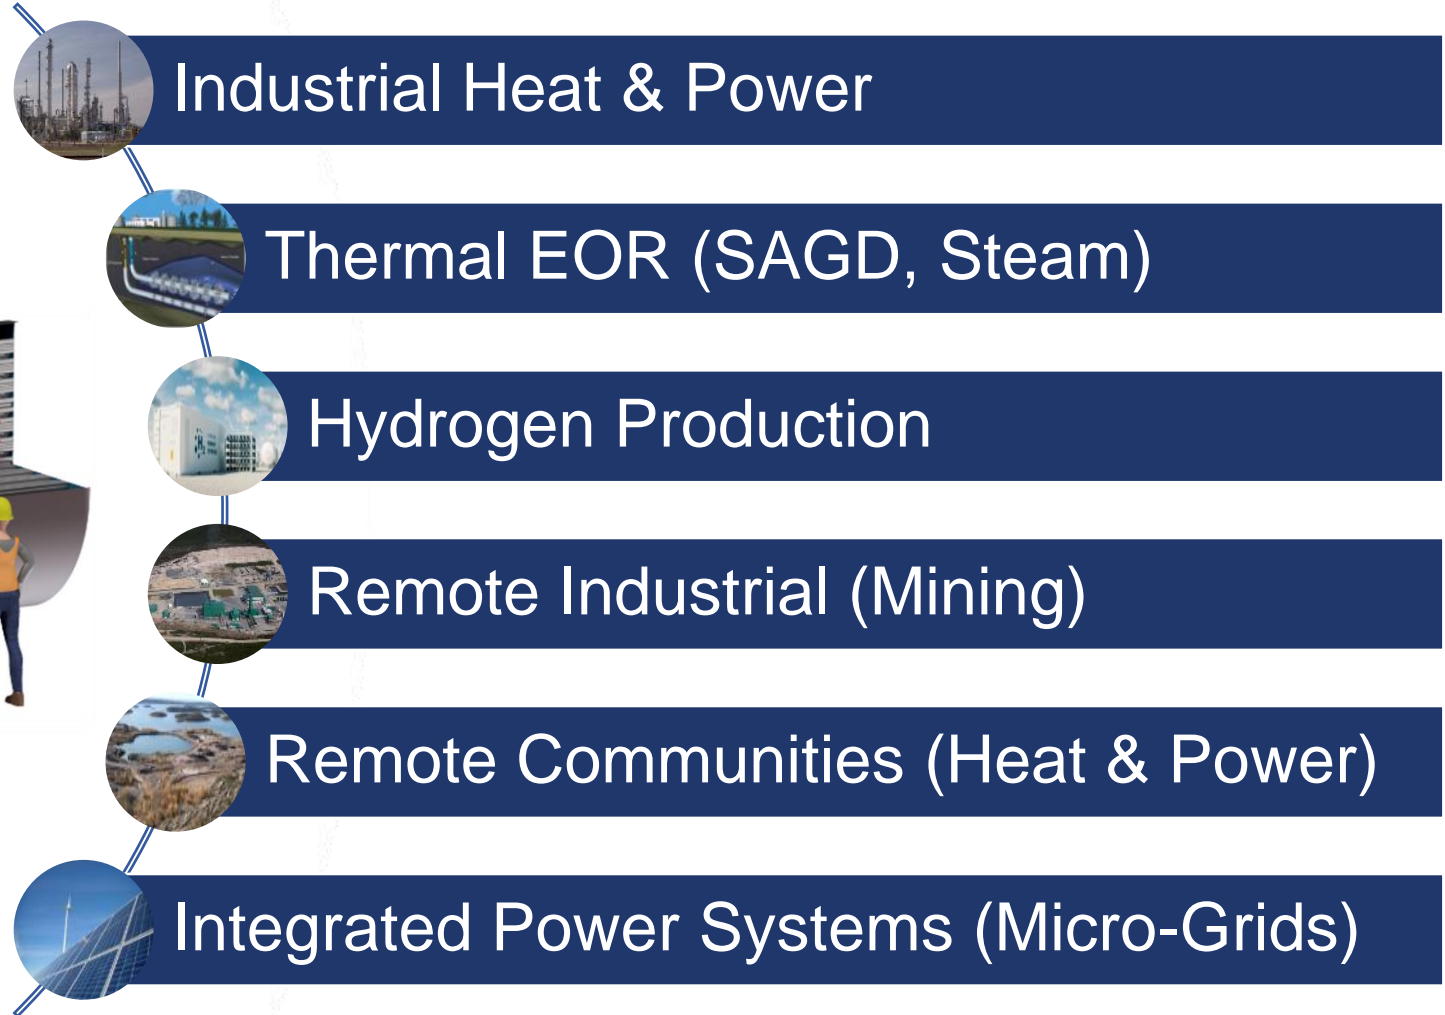 Industrial Heat & Power
Thermal EOR (SAGD, Steam)
Hydrogen Production
Remote Industrial (Mining)
Remote Communities (Heat & Power)
Integrated Power Systems (Micro-Grids)